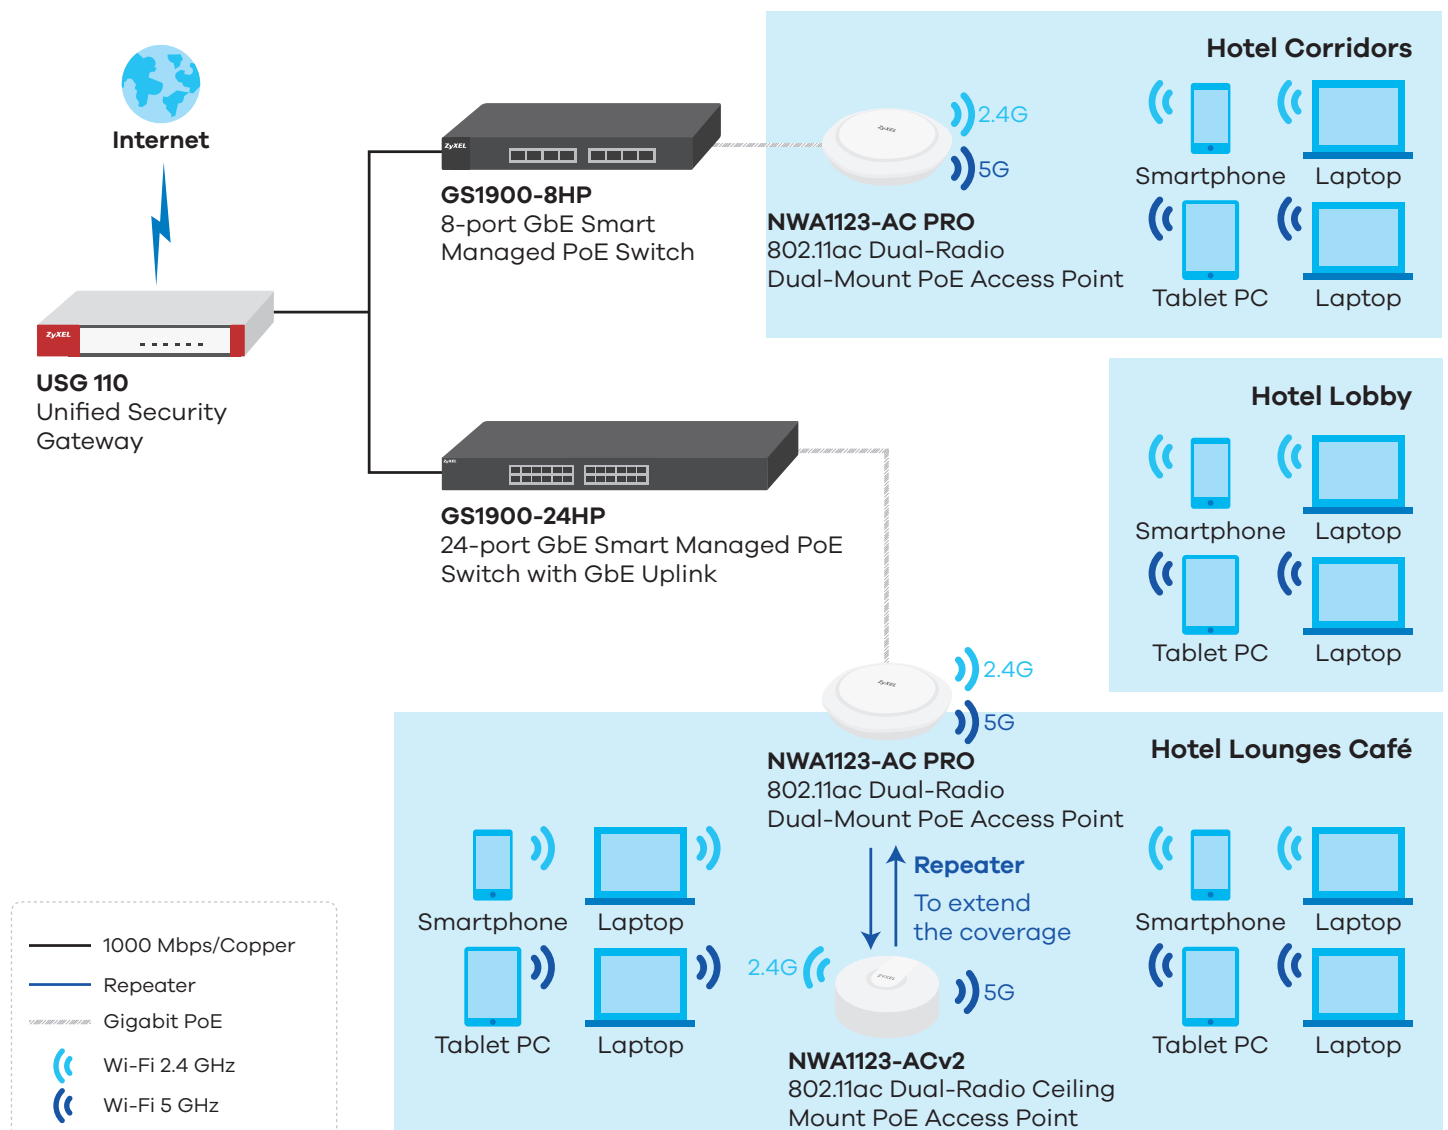 Internet
ZyXEL
USG 110
Unified Security
Gateway
ZyXEL
GS1900-8HP
8-port GbE Smart
Managed PoE Switch
ZyXEL
GS1900-24HP
24-port GbE Smart Managed PoE
Switch with GbE Uplink
Hotel Corridors
ZyXEL
2.4G
5G
NWA1123-AC PRO
802.11ac Dual-Radio
Dual-Mount PoE Access Point
Smartphone
Laptop
Tablet PC
Laptop
Hotel Lobby
Smartphone
Laptop
Tablet PC
Laptop
Hotel Lounges Café
ZyXEL
2.4G
5G
NWA1123-AC PRO
802.11ac Dual-Radio
Dual-Mount PoE Access Point
Repeater
To extend
the coverage
Smartphone
Laptop
Tablet PC
Laptop
2.4G
ZyXEL
5G
NWA1123-ACv2
802.11ac Dual-Radio Ceiling
Mount PoE Access Point
Smartphone
Laptop
Tablet PC
Laptop
1000 Mbps/Copper
Repeater
Gigabit PoE
Wi-Fi 2.4 GHz
Wi-Fi 5 GHz